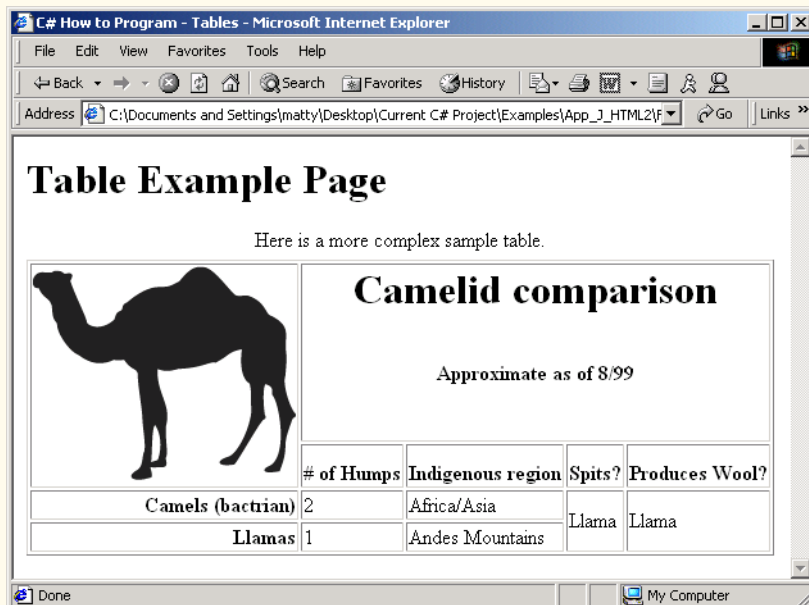 C# How to Program - Tables - Microsoft Internet Explorer
File Edit View Favorites Tools Help
Back Search Favorites History
Address C:\Documents and Settings\matty\Desktop\Current C# Project\Examples\App_J_HTML2\F Go Links »
Table Example Page
Here is a more complex sample table.
Camelid comparison
Approximate as of 8/99
# of Humps Indigenous region Spits? Produces Wool?
Camels (bactrian) 2 Africa/Asia Llama Llama
Llamas 1 Andes Mountains
Done My Computer